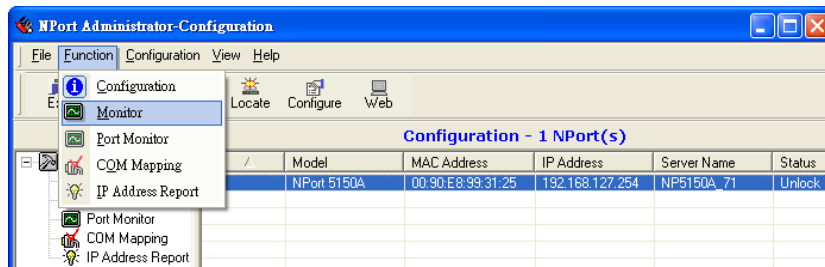 NPort Administrator-Configuration
File Function Configuration View Help
Configuration
Monitor
Port Monitor
COM Mapping
IP Address Report
Locate Configure Web
Configuration - 1 NPort(s)
Model MAC Address IP Address Server Name Status
NPort 5150A 00:90:E8:99:31:25 192.168.127.254 NP5150A_71 Unlock
Port Monitor
COM Mapping
IP Address Report